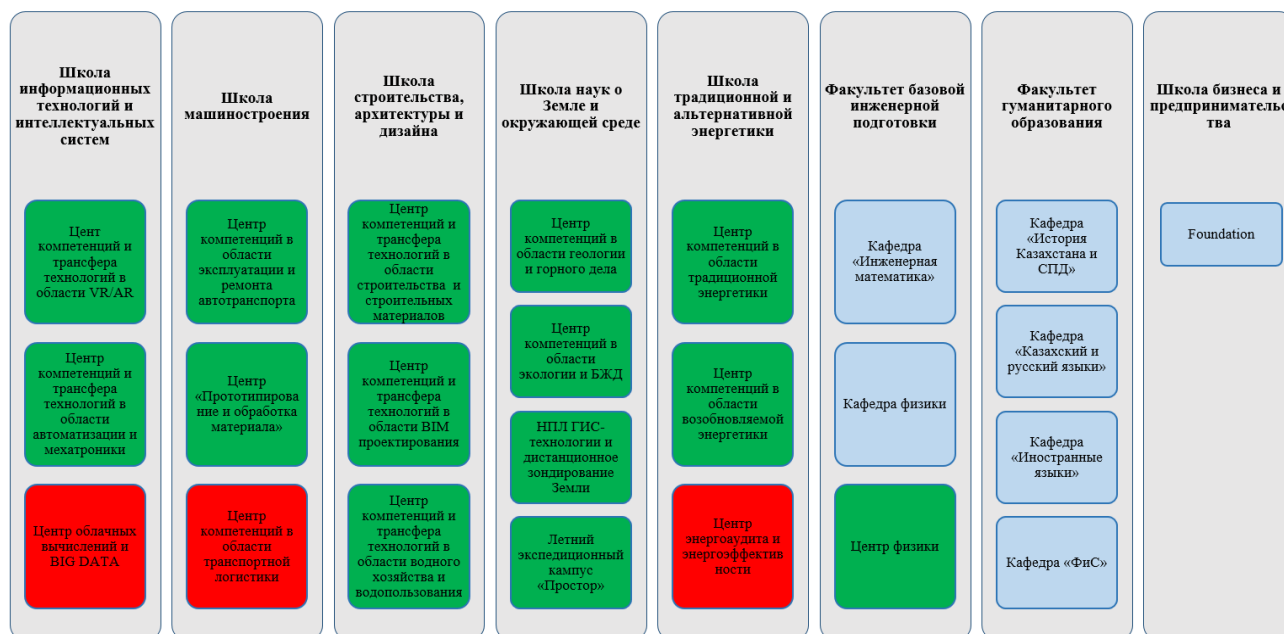 Школа
информационных
технологий и
интеллектуальных
систем
Цент
компетенций и
трансфера
технологий в
области VR/AR
Центр
компетенций и
трансфера
технологий в
области
автоматизации и
мехатроники
Центр облачных
вычислений и
BIG DATA
Школа
машиностроения
Центр
компетенций в
области
эксплуатации и
ремонта
автотранспорта
Центр
«Прототипирова
ние и обработка
материала»
Центр
компетенций в
области
транспортной
логистики
Школа
строительства,
архитектуры и
дизайна
Центр
компетенций и
трансфера
технологий в
области
строительства и
строительных
материалов
Центр
компетенций и
трансфера
технологий в
области BIM
проектирования
Центр
компетенций и
трансфера
технологий в
области водного
хозяйства и
водопользования
Школа наук о
Земле и
окружающей среде
Центр
компетенций в
области геологии
и горного дела
Центр
компетенций в
области
экологии и БЖД
НПЛ ГИС-
технологии и
дистанционное
зондирование
Земли
Летний
экспедиционный
кампус
«Простор»
Школа
традиционной и
альтернативной
энергетики
Центр
компетенций в
области
традиционной
энергетики
Центр
компетенций в
области
возобновляемой
энергетики
Центр
энергоаудита и
энергоэффектив
ности
Факультет базовой
инженерной
подготовки
Кафедра
«Инженерная
математика»
Кафедра физики
Центр физики
Факультет
гуманитарного
образования
Кафедра
«История
Казахстана и
СПД»
Кафедра
«Казахский и
русский языки»
Кафедра
«Иностранные
языки»
Кафедра «ФиС»
Школа бизнеса и
предпринимательс
тва
Foundation